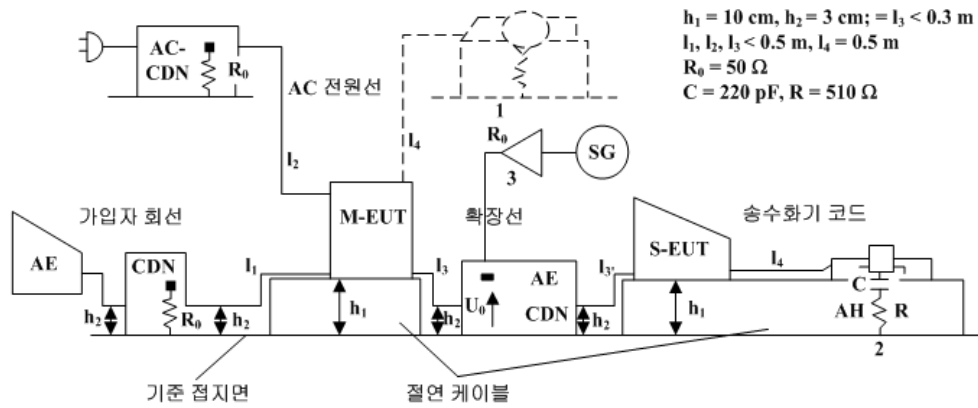 h₁ = 10 cm, h₂ = 3 cm; = l₃ < 0.3 m
l₁, l₂, l₃ < 0.5 m, l₄ = 0.5 m
R₀ = 50 Ω
C = 220 pF, R = 510 Ω
AC-
CDN
R₀
AC 전원선
l₂
l₄
1
R₀
3
SG
가입자 회선
M-EUT
확장선
송수화기 코드
AE
CDN
R₀
h₂
h₂
l₁
h₁
l₃
h₂
U₀
AE
CDN
h₂
l₃'
S-EUT
h₁
l₄
C
AH
R
2
기준 접지면
절연 케이블